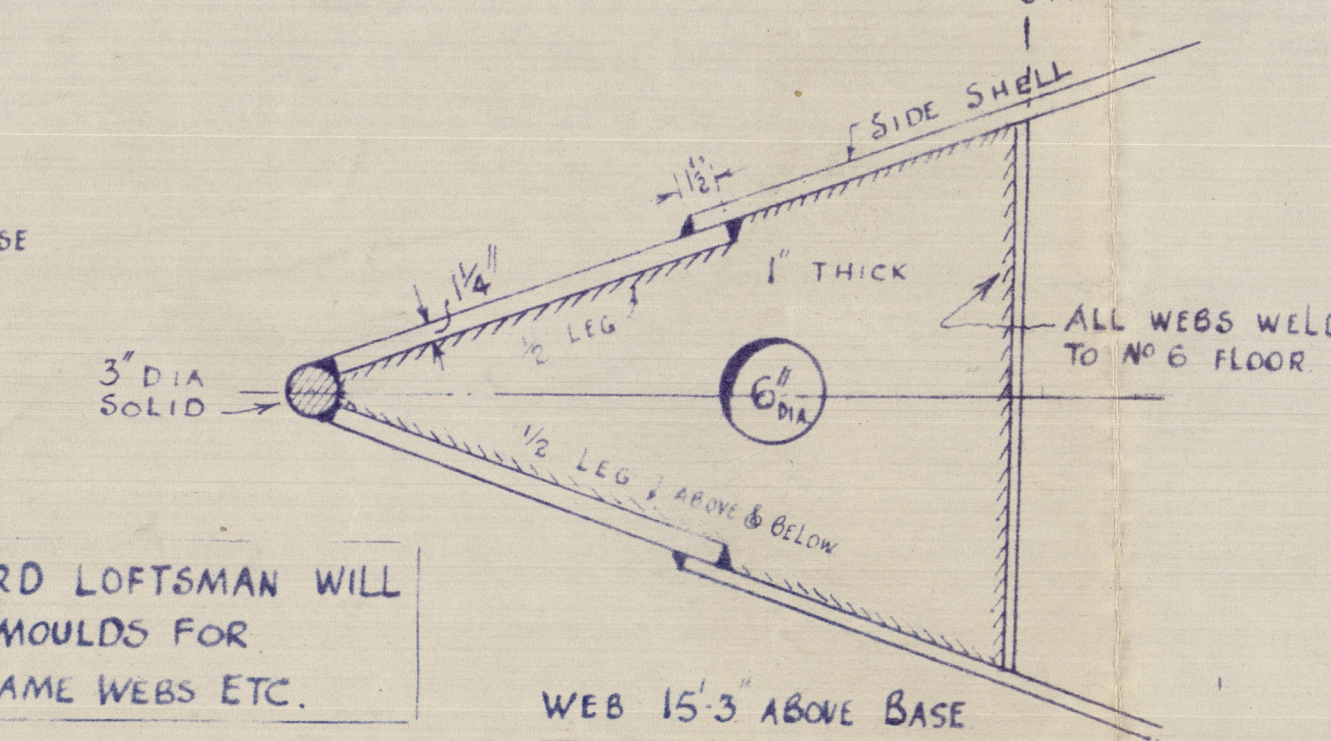 SIDE SHELL
1½"
SE
1¼"
1" THICK
½ LEG
ALL WEBS WELD
TO No 6 FLOOR.
3" DIA
SOLID
6"
DIA
½ LEG ABOVE & BELOW
RD LOFTSMAN WILL
MOULDS FOR
AME WEBS ETC.
WEB 15'-3" ABOVE BASE